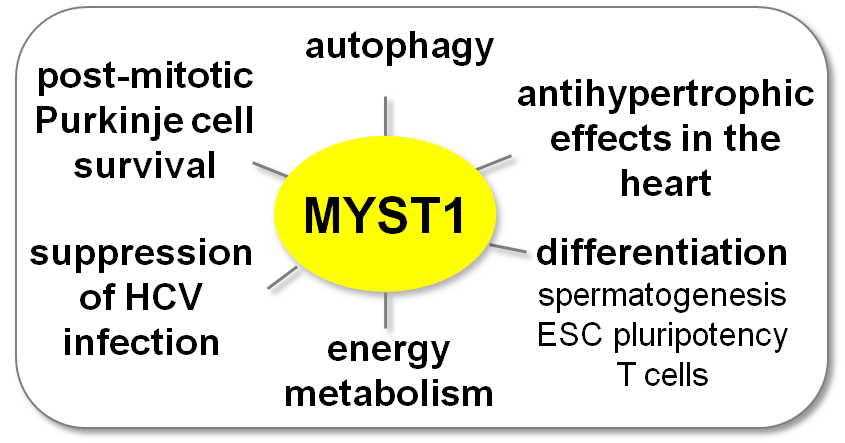 autophagy
post-mitotic
Purkinje cell
survival
antihypertrophic
effects in the
heart
MYST1
suppression
of HCV
infection
differentiation
spermatogenesis
ESC pluripotency
T cells
energy
metabolism